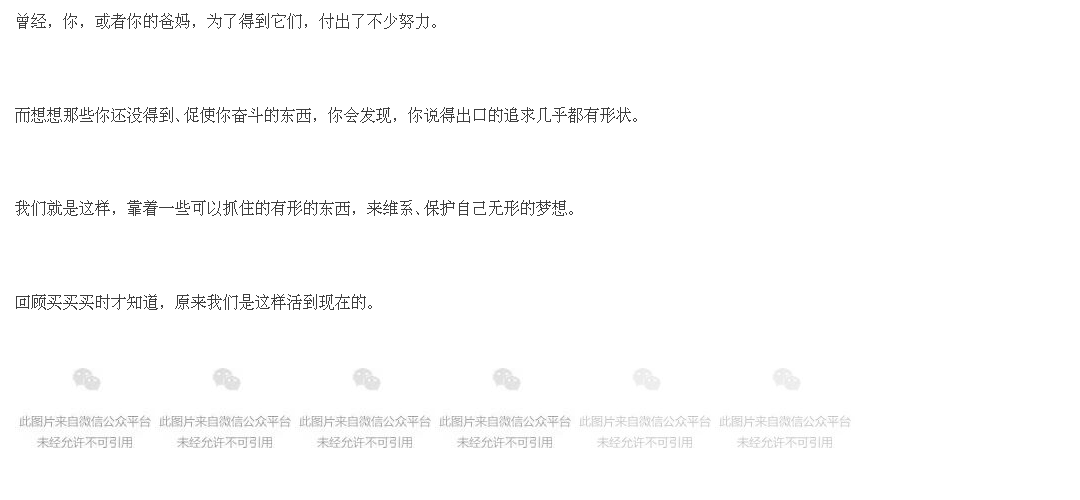 曾经，你，或者你的爸妈，为了得到它们，付出了不少努力。
而想想那些你还没得到、促使你奋斗的东西，你会发现，你说得出口的追求几乎都有形状。
我们就是这样，靠着一些可以抓住的有形的东西，来维系、保护自己无形的梦想。
回顾买买买时才知道，原来我们是这样活到现在的。
此图片来自微信公众平台 此图片来自微信公众平台 此图片来自微信公众平台 此图片来自微信公众平台 此图片来自微信公众平台 此图片来自微信公众平台
未经允许不可引用 未经允许不可引用 未经允许不可引用 未经允许不可引用 未经允许不可引用 未经允许不可引用